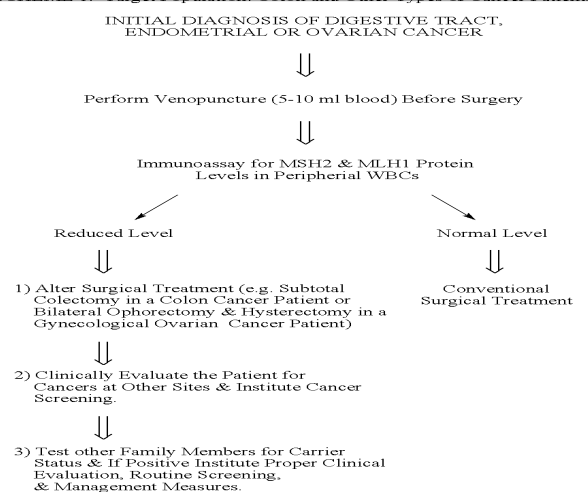 INITIAL DIAGNOSIS OF DIGESTIVE TRACT,
ENDOMETRIAL OR OVARIAN CANCER
Perform Venopuncture (5-10 ml blood) Before Surgery
Immunoassay for MSH2 & MLH1 Protein
Levels in Peripherial WBCs
Reduced Level
Normal Level
1) Alter Surgical Treatment (e.g. Subtotal
Colectomy in a Colon Cancer Patient or
Bilateral Ophorectomy & Hysterectomy in a
Gynecological Ovarian Cancer Patient)
Conventional
Surgical Treatment
2) Clinically Evaluate the Patient for
Cancers at Other Sites & Institute Cancer
Screening.
3) Test other Family Members for Carrier
Status & If Positive Institute Proper Clinical
Evaluation, Routine Screening,
& Management Measures.